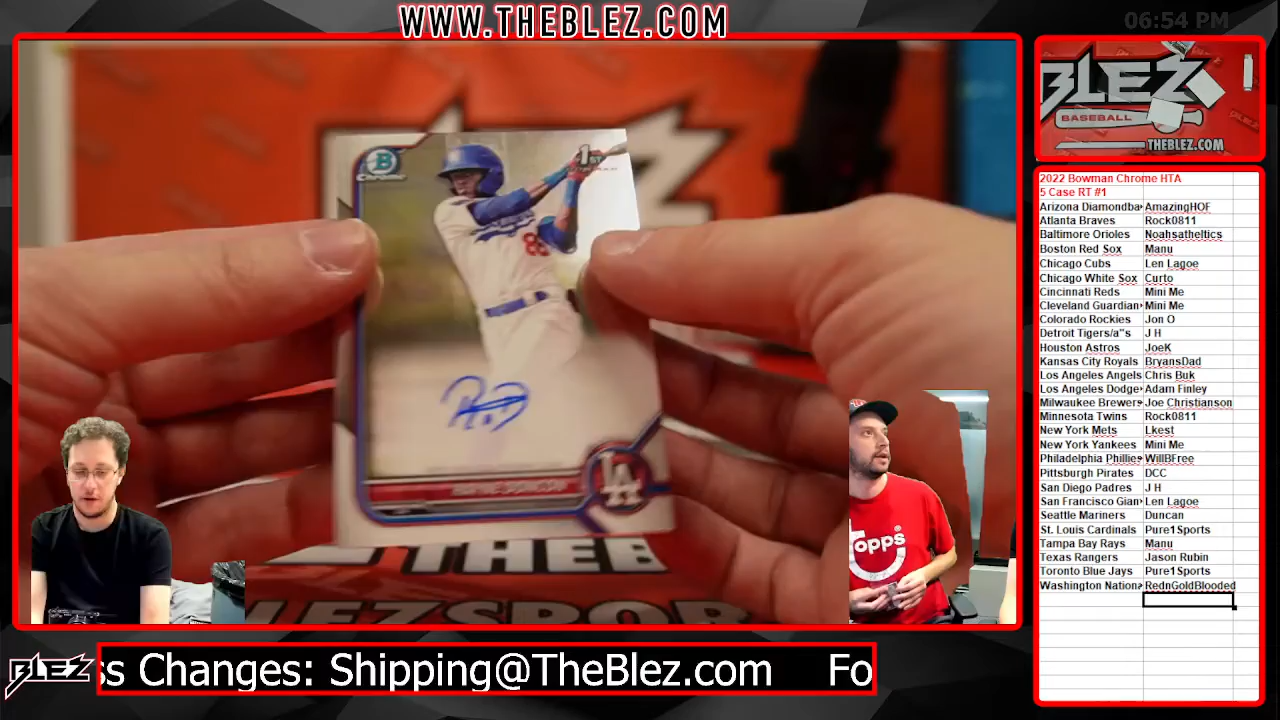 WWW.THEBLEZ.COM
06:54 PM
BLEZ
BASEBALL
THEBLEZ.COM
2022 Bowman Chrome HTA
5 Case RT #1
Arizona Diamondba AmazingHOF
Atlanta Braves Rock0811
Baltimore Orioles Noahsatheltics
Boston Red Sox Manu
Chicago Cubs Len Lagoe
Chicago White Sox Curto
Cincinnati Reds Mini Me
Cleveland Guardian Mini Me
Colorado Rockies Jon O
Detroit Tigers/a"s J H
Houston Astros JoeK
Kansas City Royals BryansDad
Los Angeles Angels Chris Buk
Los Angeles Dodge Adam Finley
Milwaukee Brewers Joe Christianson
Minnesota Twins Rock0811
New York Mets Lkest
New York Yankees Mini Me
Philadelphia Phillies WillBFree
Pittsburgh Pirates DCC
San Diego Padres J H
San Francisco Gian Len Lagoe
Seattle Mariners Duncan
St. Louis Cardinals Pure1Sports
Tampa Bay Rays Manu
Texas Rangers Jason Rubin
Toronto Blue Jays Pure1Sports
Washington Nationa RednGoldBlooded
B
Chrome
1ST
LA
THEB
LEZSPOR
Topps
BLEZ
ss Changes: Shipping@TheBlez.com Fo